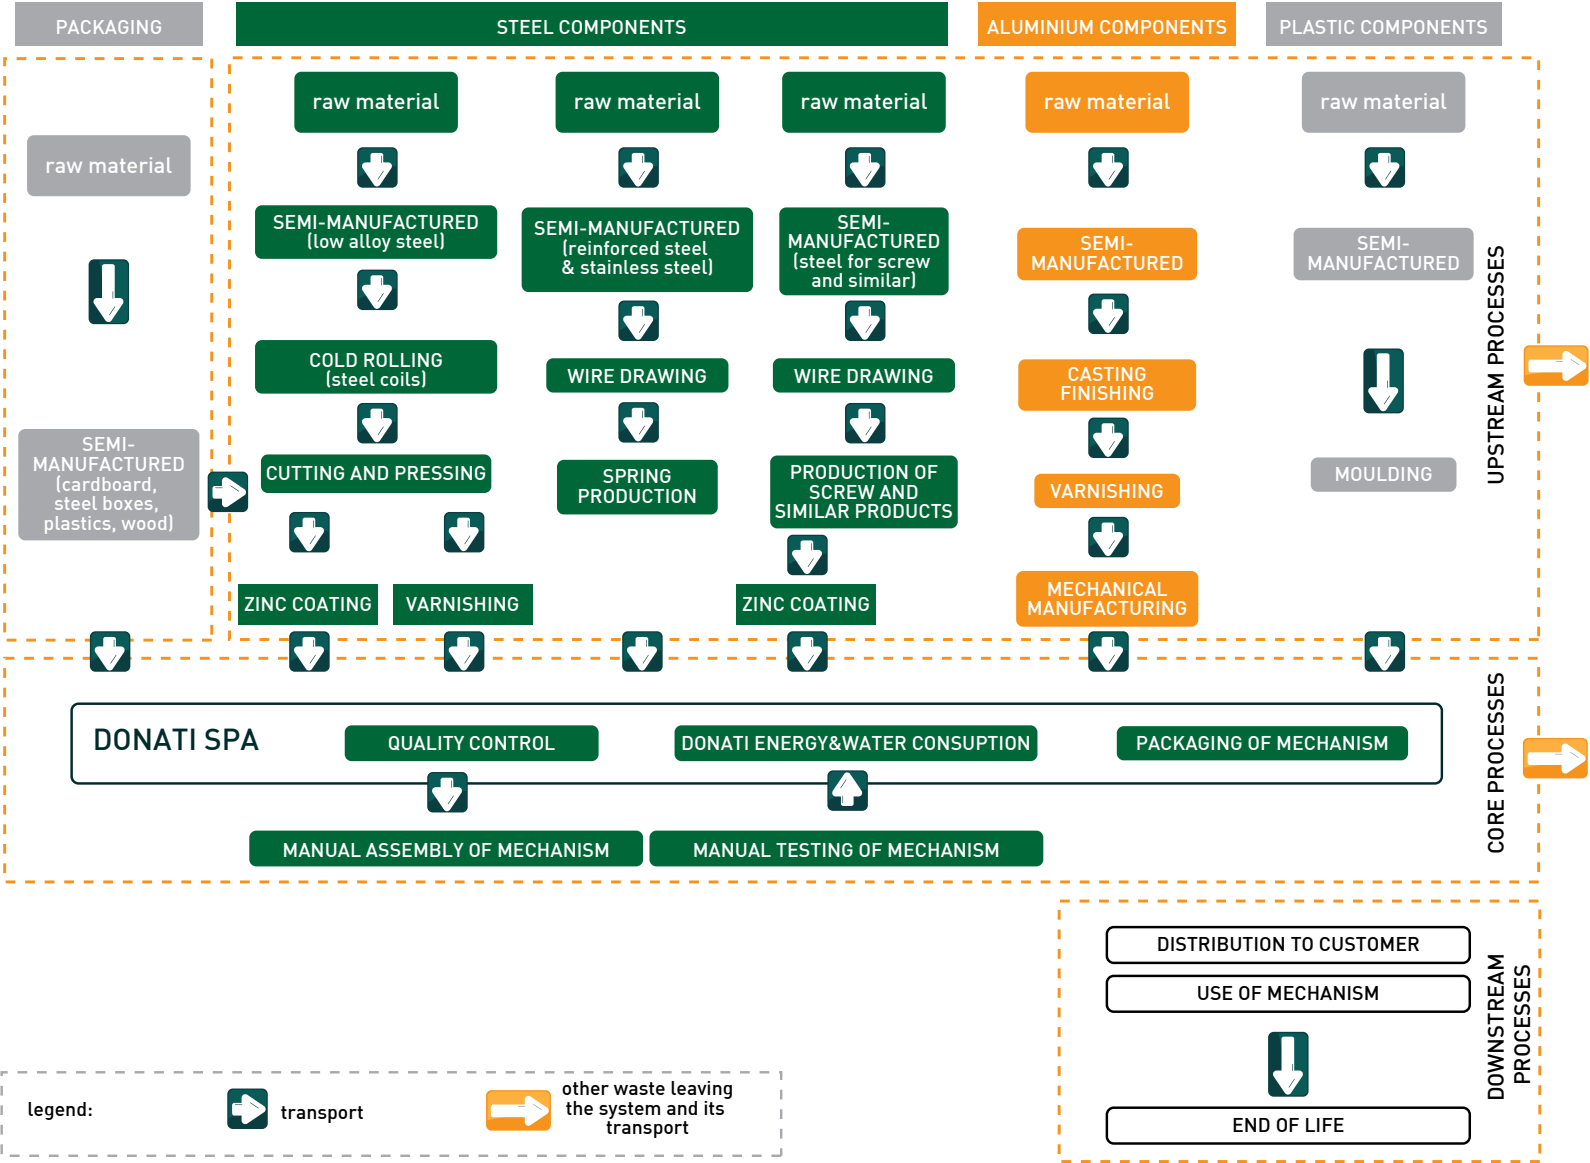 PACKAGING
STEEL COMPONENTS
ALUMINIUM COMPONENTS
PLASTIC COMPONENTS
raw material
SEMI-
MANUFACTURED
(cardboard,
steel boxes,
plastics, wood)
raw material
SEMI-MANUFACTURED
(low alloy steel)
COLD ROLLING
(steel coils)
CUTTING AND PRESSING
ZINC COATING
VARNISHING
raw material
SEMI-MANUFACTURED
(reinforced steel
& stainless steel)
WIRE DRAWING
SPRING
PRODUCTION
raw material
SEMI-
MANUFACTURED
(steel for screw
and similar)
WIRE DRAWING
PRODUCTION OF
SCREW AND
SIMILAR PRODUCTS
ZINC COATING
raw material
SEMI-
MANUFACTURED
CASTING
FINISHING
VARNISHING
MECHANICAL
MANUFACTURING
raw material
SEMI-
MANUFACTURED
MOULDING
UPSTREAM PROCESSES
DONATI SPA
QUALITY CONTROL
DONATI ENERGY&WATER CONSUPTION
PACKAGING OF MECHANISM
MANUAL ASSEMBLY OF MECHANISM
MANUAL TESTING OF MECHANISM
CORE PROCESSES
DISTRIBUTION TO CUSTOMER
USE OF MECHANISM
END OF LIFE
DOWNSTREAM
PROCESSES
legend:
transport
other waste leaving
the system and its
transport